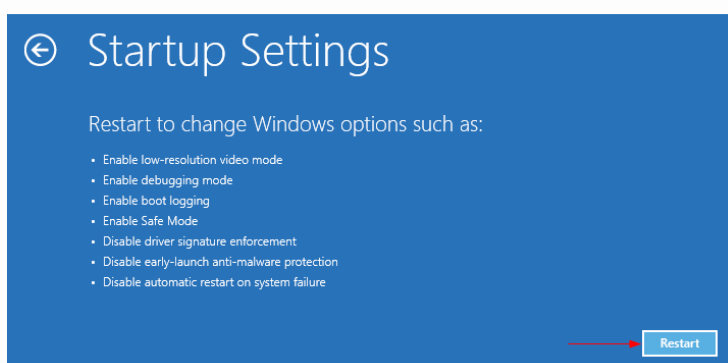 Startup Settings
Restart to change Windows options such as:
• Enable low-resolution video mode
• Enable debugging mode
• Enable boot logging
• Enable Safe Mode
• Disable driver signature enforcement
• Disable early-launch anti-malware protection
• Disable automatic restart on system failure
Restart